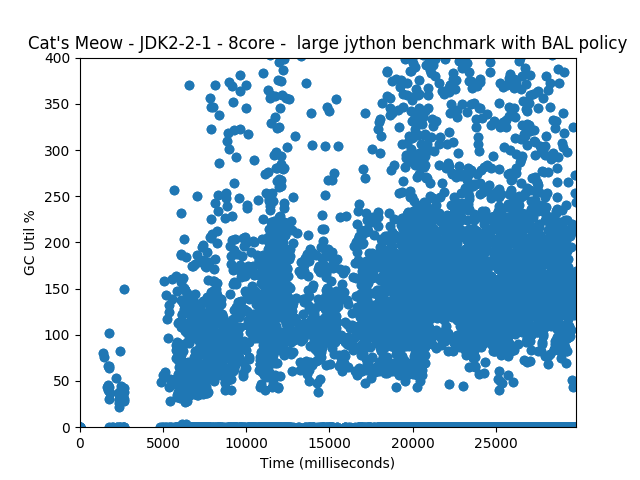 Cat's Meow - JDK2-2-1 - 8core -  large jython benchmark with BAL policy
400
350
300
250
200
150
100
50
0
GC Util %
0 5000 10000 15000 20000 25000
Time (milliseconds)